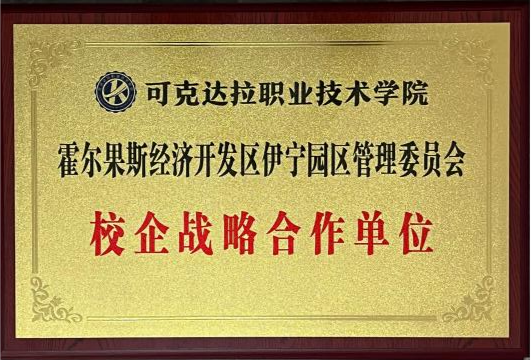 可克达拉职业技术学院
霍尔果斯经济开发区伊宁园区管理委员会
校企战略合作单位